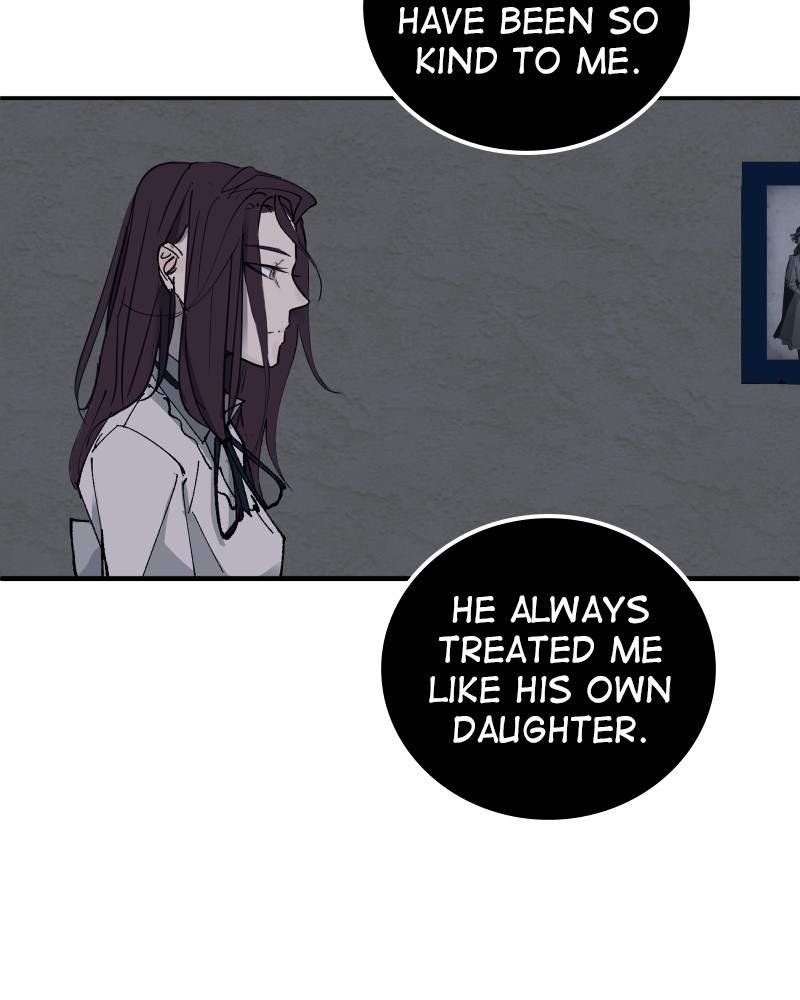 HAVE BEEN SO
KIND TO ME.
HE ALWAYS
TREATED ME
LIKE HIS OWN
DAUGHTER.